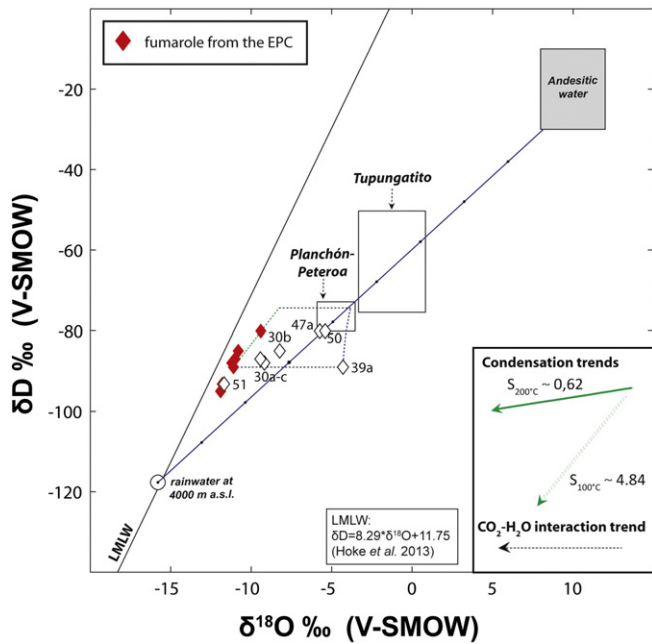 fumarole from the EPC
Andesitic
water
Tupungatito
Planchón-
Peteroa
47a
50
30b
39a
30a-c
51
rainwater at
4000 m a.s.l.
LMLW
LMLW:
δD=8.29*δ¹⁸O+11.75
(Hoke et al. 2013)
Condensation trends
S200°C ~ 0,62
S100°C ~ 4.84
CO₂-H₂O interaction trend
-20
-40
-60
-80
-100
-120
δD ‰ (V-SMOW)
-15
-10
-5
0
5
10
δ¹⁸O ‰ (V-SMOW)